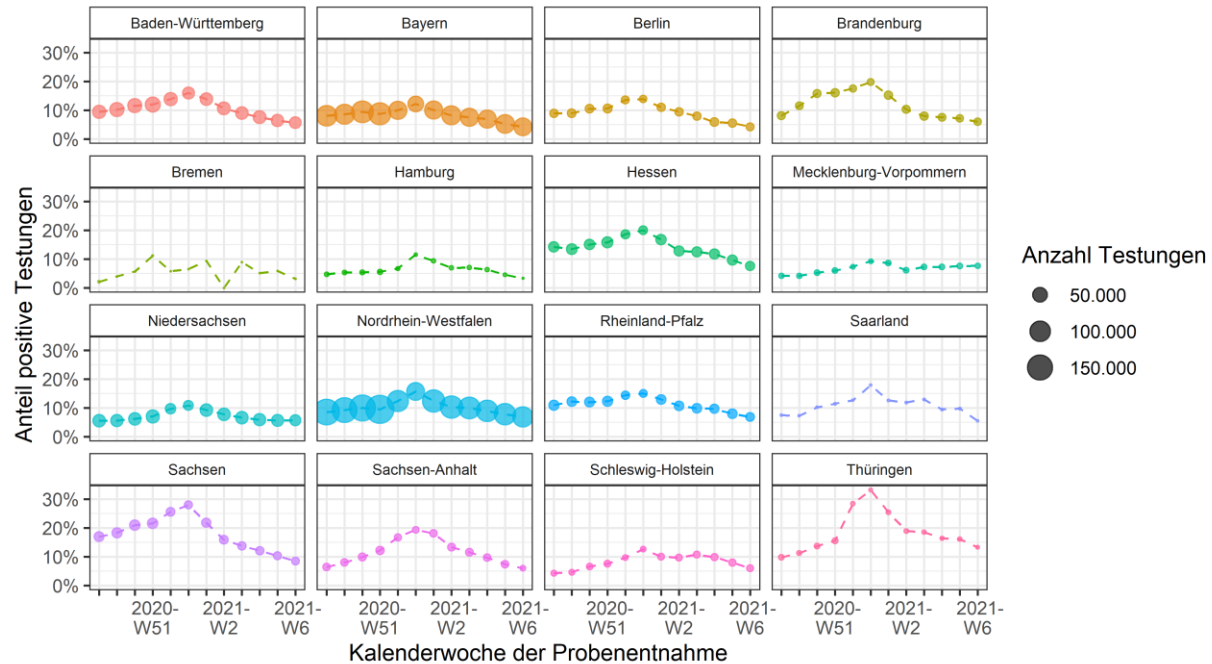 Baden-Württemberg
Bayern
Berlin
Brandenburg
30%
20%
10%
0%
Bremen
Hamburg
Hessen
Mecklenburg-Vorpommern
30%
20%
10%
0%
Niedersachsen
Nordrhein-Westfalen
Rheinland-Pfalz
Saarland
30%
20%
10%
0%
Sachsen
Sachsen-Anhalt
Schleswig-Holstein
Thüringen
30%
20%
10%
0%
2020-
W51
2021-
W2
2021-
W6
2020-
W51
2021-
W2
2021-
W6
2020-
W51
2021-
W2
2021-
W6
2020-
W51
2021-
W2
2021-
W6
Kalenderwoche der Probenentnahme
Anteil positive Testungen
Anzahl Testungen
50.000
100.000
150.000